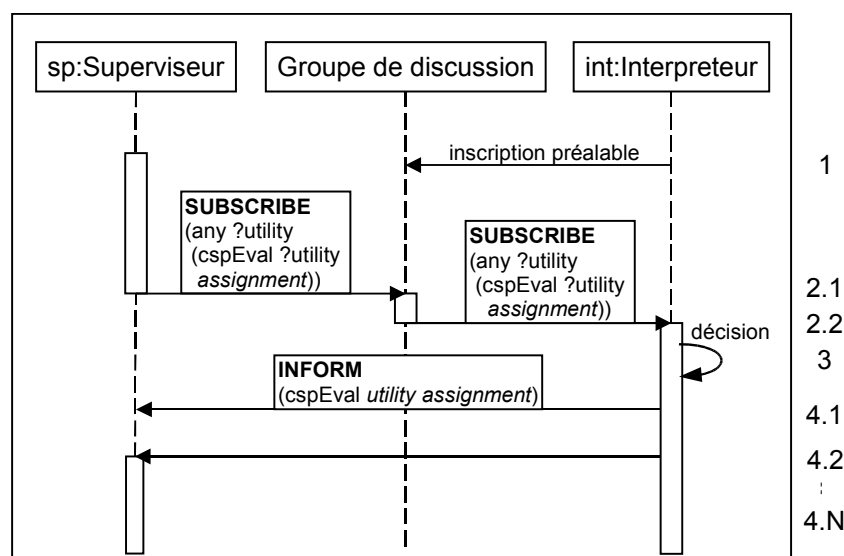 sp:Superviseur
Groupe de discussion
int:Interpreteur
inscription préalable
1
SUBSCRIBE
(any ?utility
(cspEval ?utility
assignment))
SUBSCRIBE
(any ?utility
(cspEval ?utility
assignment))
2.1
2.2
décision
3
INFORM
(cspEval utility assignment)
4.1
4.2
4.N